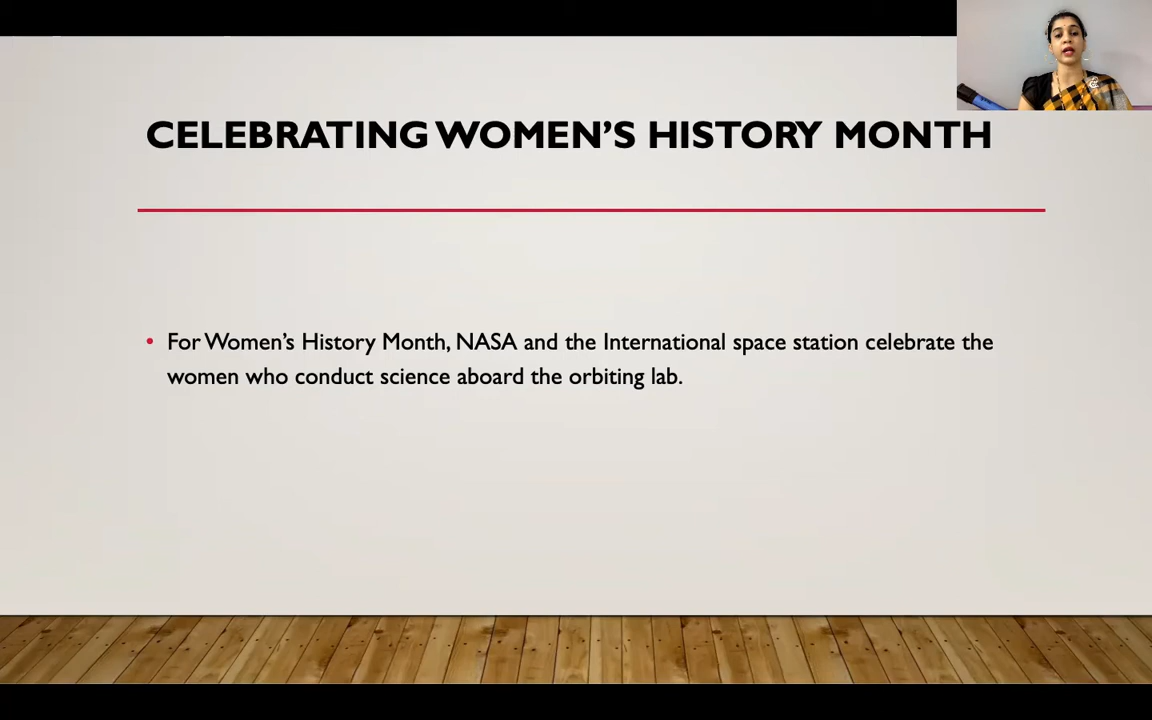 CELEBRATING WOMEN'S HISTORY MONTH
• For Women's History Month, NASA and the International space station celebrate the
women who conduct science aboard the orbiting lab.